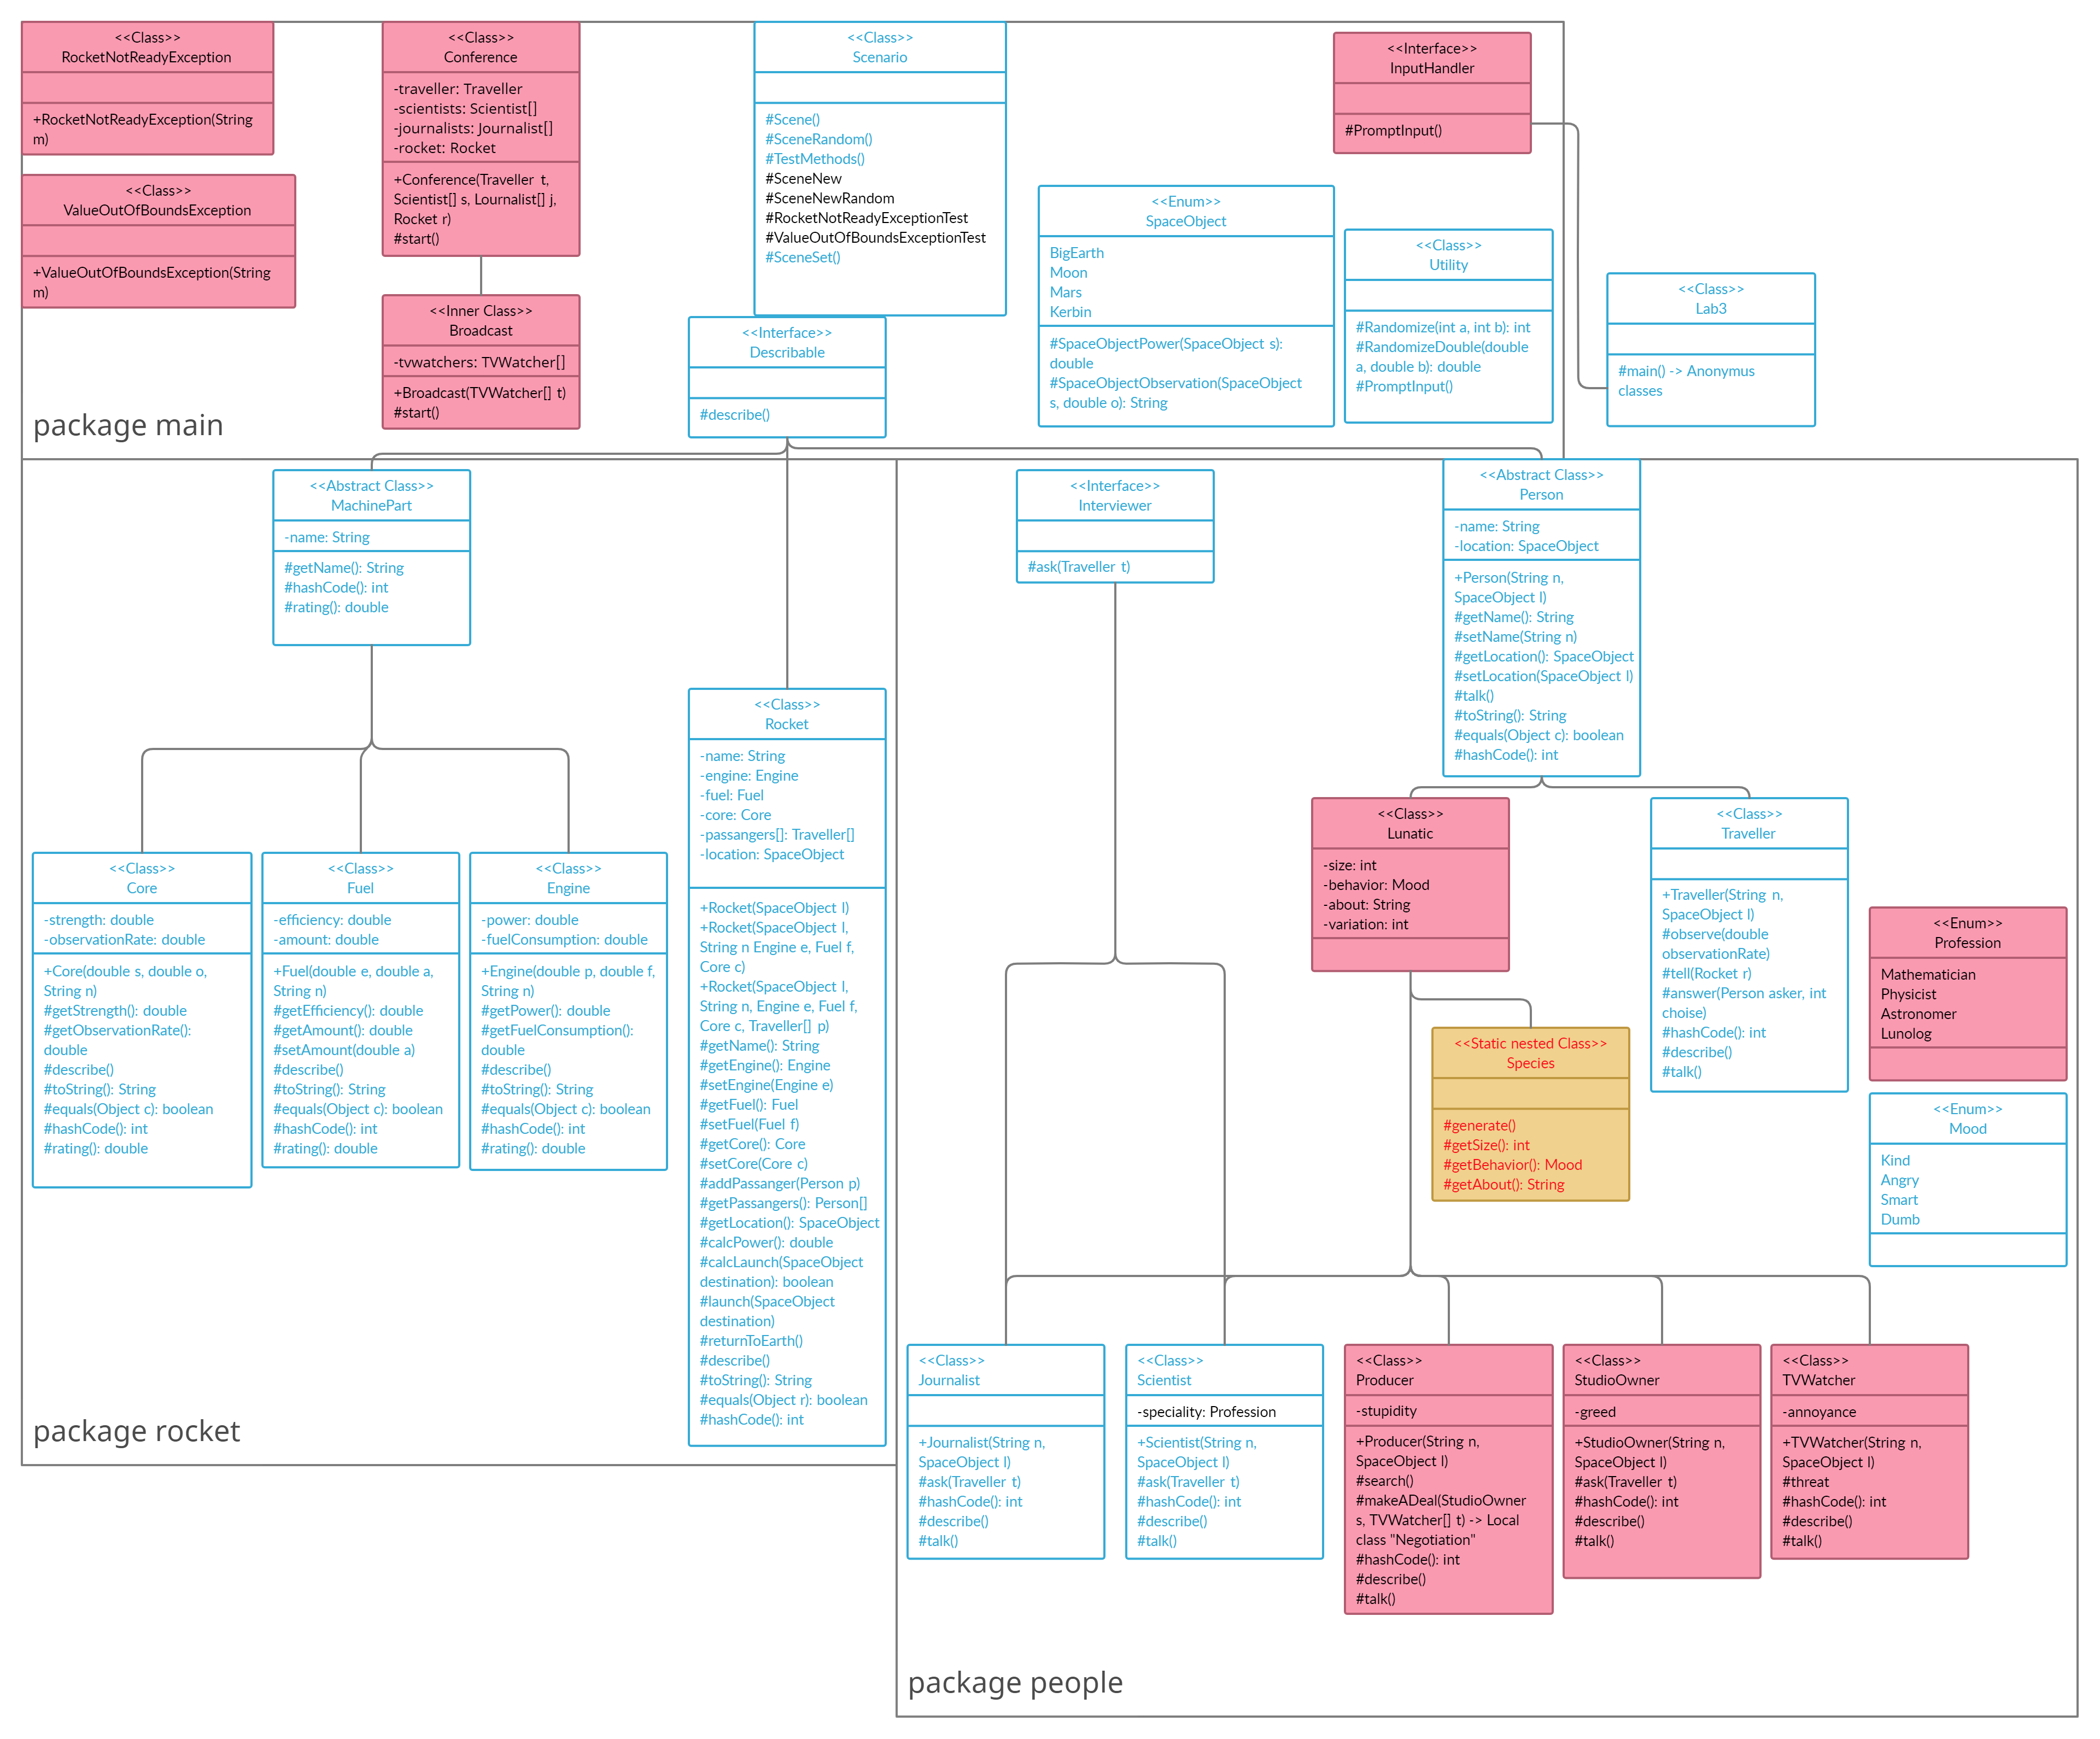 <<Class>>
RocketNotReadyException
+RocketNotReadyException(String
m)
<<Class>>
ValueOutOfBoundsException
+ValueOutOfBoundsException(String
m)
<<Class>>
Conference
-traveller: Traveller
-scientists: Scientist[]
-journalists: Journalist[]
-rocket: Rocket
+Conference(Traveller t,
Scientist[] s, Lournalist[] j,
Rocket r)
#start()
<<Inner Class>>
Broadcast
-tvwatchers: TVWatcher[]
+Broadcast(TVWatcher[] t)
#start()
<<Class>>
Scenario
#Scene()
#SceneRandom()
#TestMethods()
#SceneNew
#SceneNewRandom
#RocketNotReadyExceptionTest
#ValueOutOfBoundsExceptionTest
#SceneSet()
<<Interface>>
Describable
#describe()
<<Enum>>
SpaceObject
BigEarth
Moon
Mars
Kerbin
#SpaceObjectPower(SpaceObject s):
double
#SpaceObjectObservation(SpaceObject
s, double o): String
<<Interface>>
InputHandler
#PromptInput()
<<Class>>
Utility
#Randomize(int a, int b): int
#RandomizeDouble(double
a, double b): double
#PromptInput()
<<Class>>
Lab3
#main() -> Anonymus
classes
package main
<<Abstract Class>>
MachinePart
-name: String
#getName(): String
#hashCode(): int
#rating(): double
<<Class>>
Core
-strength: double
-observationRate: double
+Core(double s, double o,
String n)
#getStrength(): double
#getObservationRate():
double
#describe()
#toString(): String
#equals(Object c): boolean
#hashCode(): int
#rating(): double
<<Class>>
Fuel
-efficiency: double
-amount: double
+Fuel(double e, double a,
String n)
#getEfficiency(): double
#getAmount(): double
#setAmount(double a)
#describe()
#toString(): String
#equals(Object c): boolean
#hashCode(): int
#rating(): double
<<Class>>
Engine
-power: double
-fuelConsumption: double
+Engine(double p, double f,
String n)
#getPower(): double
#getFuelConsumption():
double
#describe()
#toString(): String
#equals(Object c): boolean
#hashCode(): int
#rating(): double
<<Class>>
Rocket
-name: String
-engine: Engine
-fuel: Fuel
-core: Core
-passangers[]: Traveller[]
-location: SpaceObject
+Rocket(SpaceObject l)
+Rocket(SpaceObject l,
String n Engine e, Fuel f,
Core c)
+Rocket(SpaceObject l,
String n, Engine e, Fuel f,
Core c, Traveller[] p)
#getName(): String
#getEngine(): Engine
#setEngine(Engine e)
#getFuel(): Fuel
#setFuel(Fuel f)
#getCore(): Core
#setCore(Core c)
#addPassanger(Person p)
#getPassangers(): Person[]
#getLocation(): SpaceObject
#calcPower(): double
#calcLaunch(SpaceObject
destination): boolean
#launch(SpaceObject
destination)
#returnToEarth()
#describe()
#toString(): String
#equals(Object r): boolean
#hashCode(): int
package rocket
<<Interface>>
Interviewer
#ask(Traveller t)
<<Abstract Class>>
Person
-name: String
-location: SpaceObject
+Person(String n,
SpaceObject l)
#getName(): String
#setName(String n)
#getLocation(): SpaceObject
#setLocation(SpaceObject l)
#talk()
#toString(): String
#equals(Object c): boolean
#hashCode(): int
<<Class>>
Lunatic
-size: int
-behavior: Mood
-about: String
-variation: int
<<Class>>
Traveller
+Traveller(String n,
SpaceObject l)
#observe(double
observationRate)
#tell(Rocket r)
#answer(Person asker, int
choise)
#hashCode(): int
#describe()
#talk()
<<Enum>>
Profession
Mathematician
Physicist
Astronomer
Lunolog
<<Static nested Class>>
Species
#generate()
#getSize(): int
#getBehavior(): Mood
#getAbout(): String
<<Enum>>
Mood
Kind
Angry
Smart
Dumb
<<Class>>
Journalist
+Journalist(String n,
SpaceObject l)
#ask(Traveller t)
#hashCode(): int
#describe()
#talk()
<<Class>>
Scientist
-speciality: Profession
+Scientist(String n,
SpaceObject l)
#ask(Traveller t)
#hashCode(): int
#describe()
#talk()
<<Class>>
Producer
-stupidity
+Producer(String n,
SpaceObject l)
#search()
#makeADeal(StudioOwner
s, TVWatcher[] t) -> Local
class "Negotiation"
#hashCode(): int
#describe()
#talk()
<<Class>>
StudioOwner
-greed
+StudioOwner(String n,
SpaceObject l)
#ask(Traveller t)
#hashCode(): int
#describe()
#talk()
<<Class>>
TVWatcher
-annoyance
+TVWatcher(String n,
SpaceObject l)
#threat
#hashCode(): int
#describe()
#talk()
package people